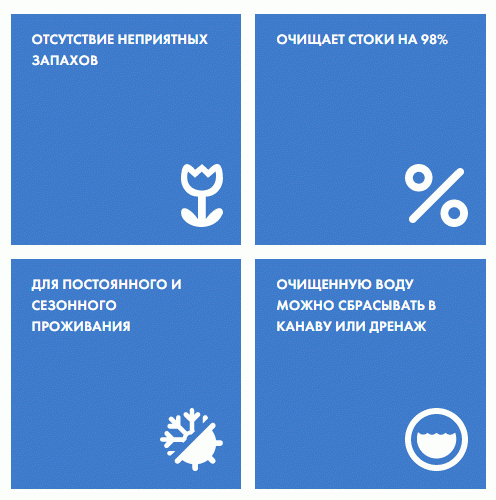 ОТСУТСТВИЕ НЕПРИЯТНЫХ
ЗАПАХОВ
ОЧИЩАЕТ СТОКИ НА 98%
ДЛЯ ПОСТОЯННОГО И
СЕЗОННОГО
ПРОЖИВАНИЯ
ОЧИЩЕННУЮ ВОДУ
МОЖНО СБРАСЫВАТЬ В
КАНАВУ ИЛИ ДРЕНАЖ